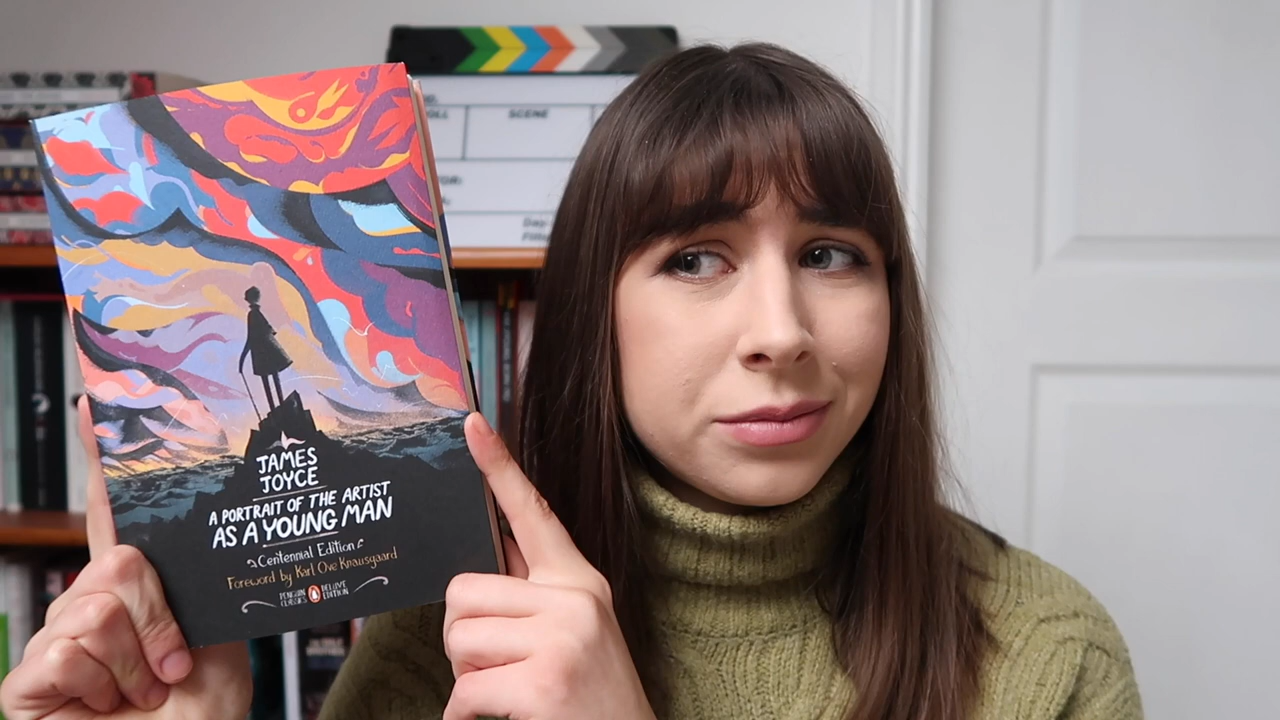 SCENE
JAMES
JOYCE
A PORTRAIT OF THE ARTIST
AS A YOUNG MAN
Centennial Edition
Foreword by Karl Ove Knausgaard
PENGUIN DELUXE
CLASSICS EDITION